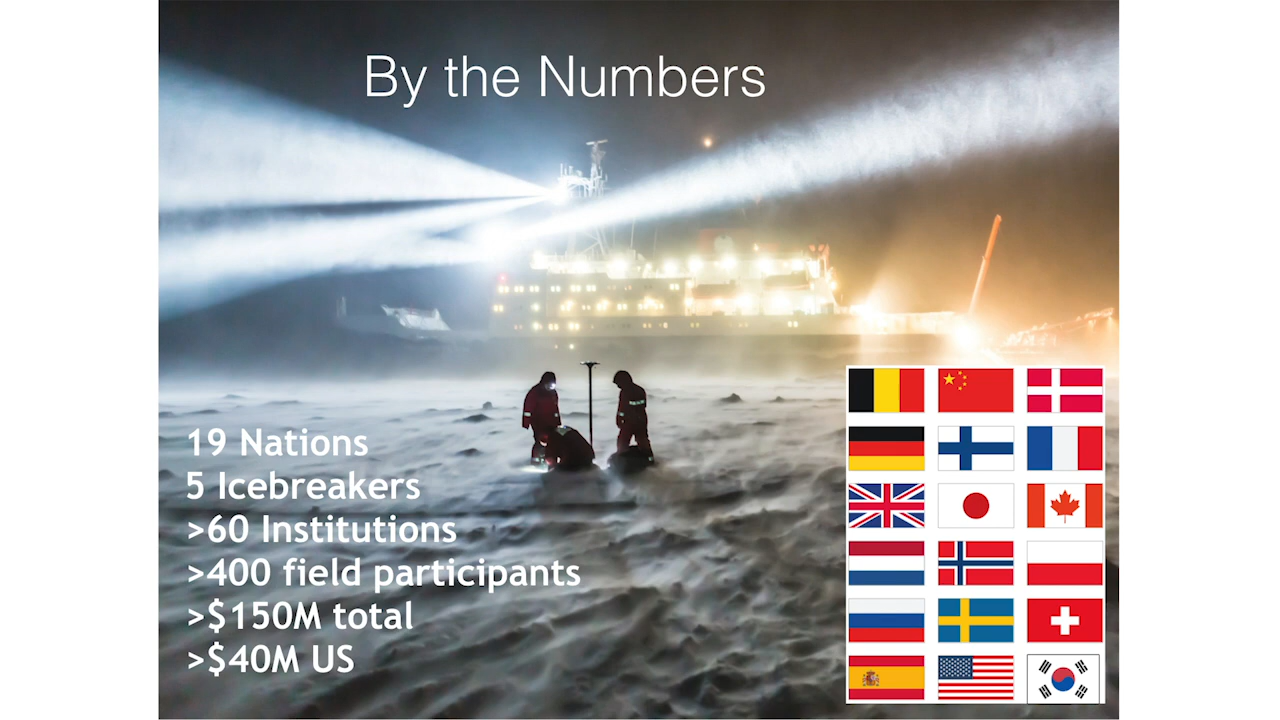 By the Numbers
19 Nations
5 Icebreakers
>60 Institutions
>400 field participants
>$150M total
>$40M US